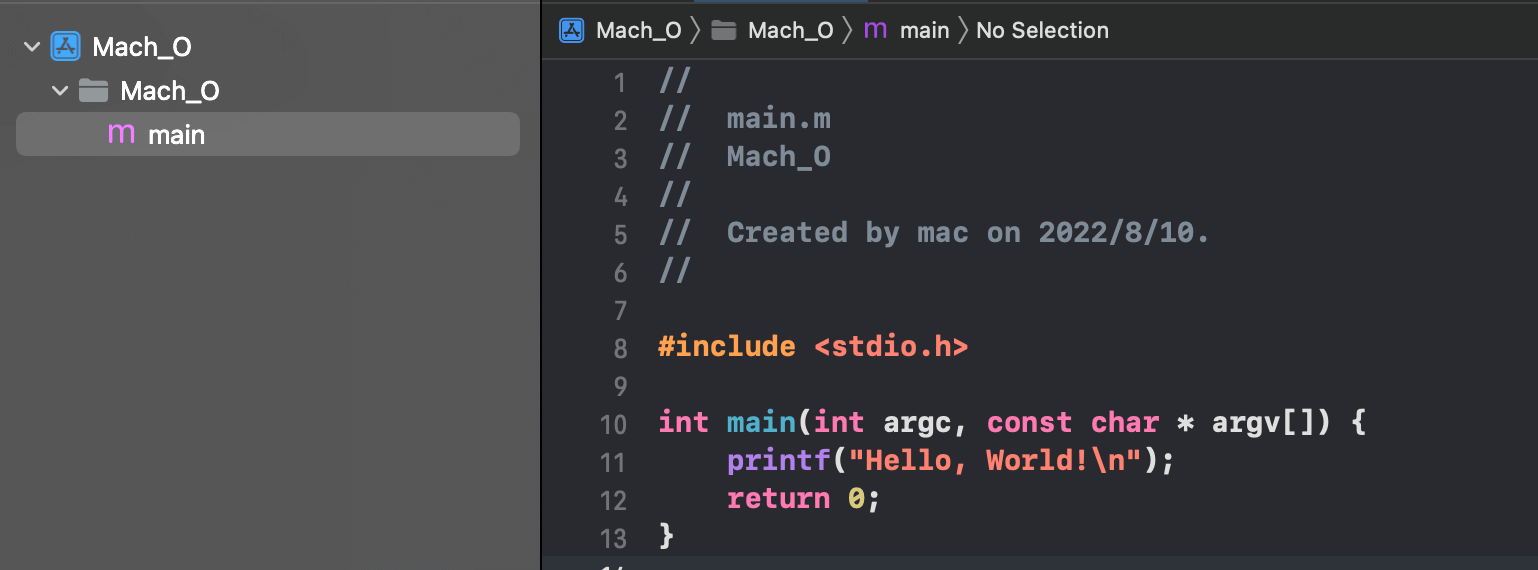 Mach_O
Mach_O
m main
Mach_O Mach_O m main No Selection
1 //
2 // main.m
3 // Mach_O
4 //
5 // Created by mac on 2022/8/10.
6 //
7
8 #include <stdio.h>
9
10 int main(int argc, const char * argv[]) {
11 printf("Hello, World!\n");
12 return 0;
13 }